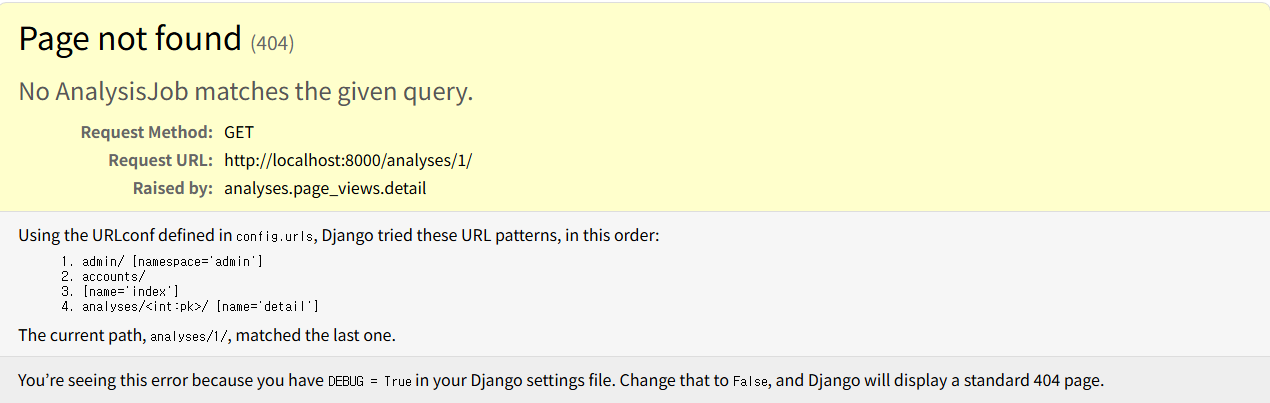 Page not found (404)
No AnalysisJob matches the given query.
Request Method: GET
Request URL: http://localhost:8000/analyses/1/
Raised by: analyses.page_views.detail
Using the URLconf defined in config.urls, Django tried these URL patterns, in this order:
1. admin/ [namespace='admin']
2. accounts/
3. [name='index']
4. analyses/<int:pk>/ [name='detail']
The current path, analyses/1/, matched the last one.
You’re seeing this error because you have DEBUG = True in your Django settings file. Change that to False, and Django will display a standard 404 page.